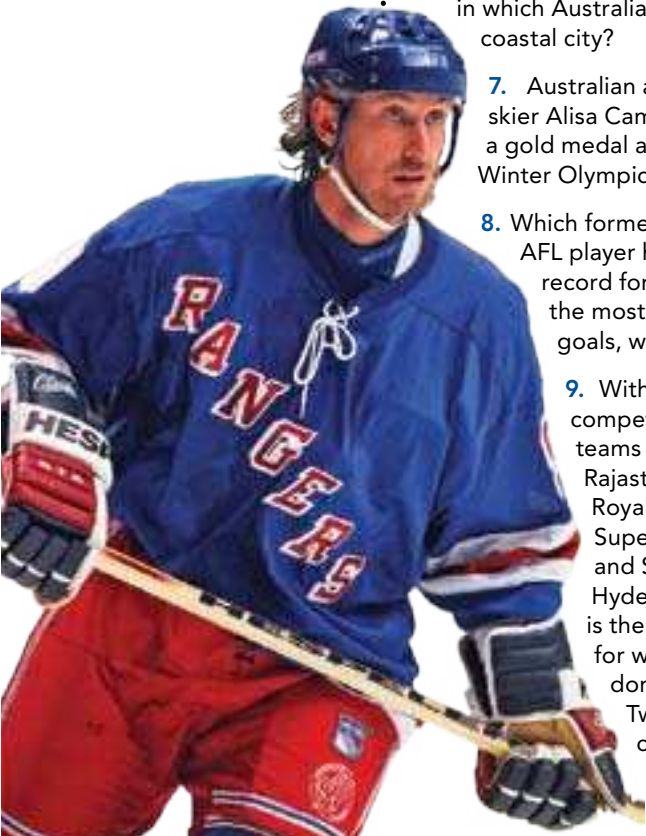 in which Australia
coastal city?
7. Australian a
skier Alisa Cam
a gold medal a
Winter Olympic
8. Which forme
AFL player h
record for
the most
goals, w
9. With
compet
teams
Rajast
Royal
Supe
and S
Hyde
is the
for w
dor
Tw
c
RANGERS
HES